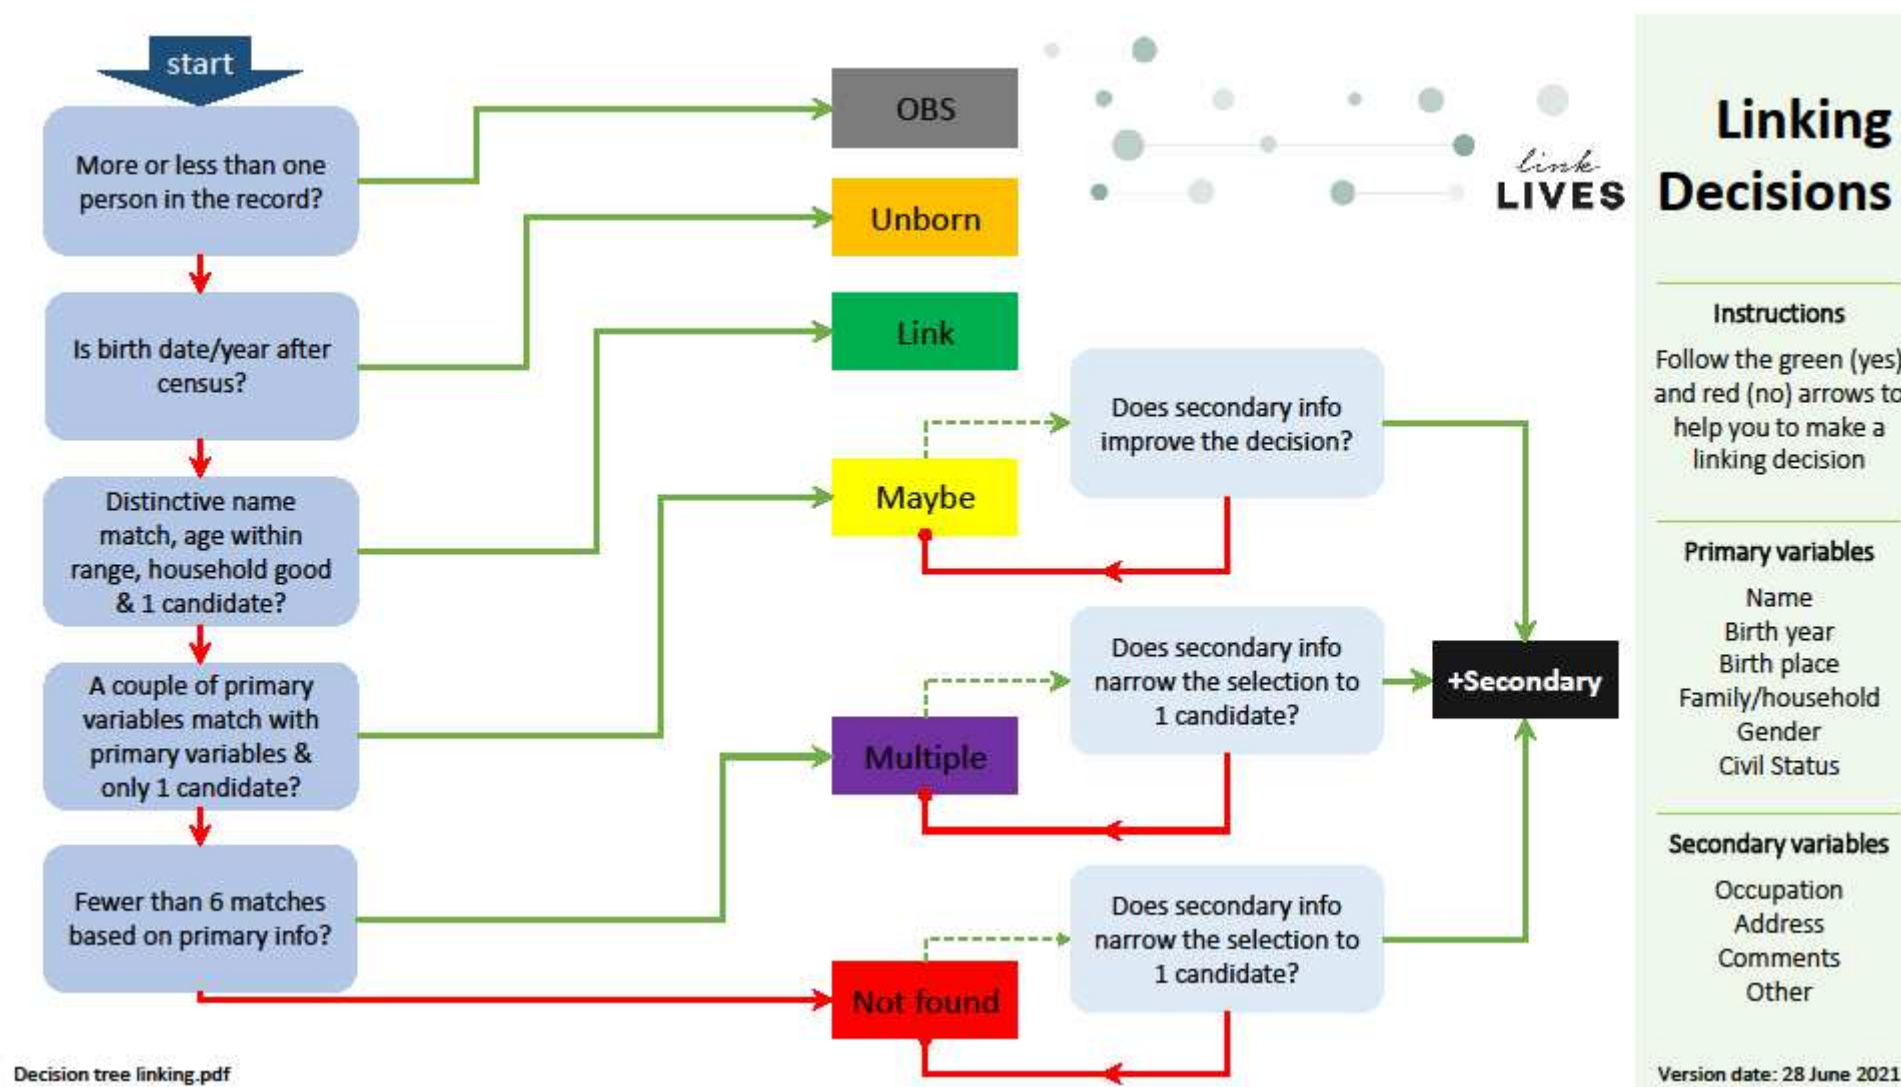 start
More or less than one
person in the record?
Is birth date/year after
census?
Distinctive name
match, age within
range, household good
& 1 candidate?
A couple of primary
variables match with
primary variables &
only 1 candidate?
Fewer than 6 matches
based on primary info?
OBS
Unborn
Link
Maybe
Multiple
Not found
Does secondary info
improve the decision?
Does secondary info
narrow the selection to
1 candidate?
Does secondary info
narrow the selection to
1 candidate?
+Secondary
link
LIVES
Linking
Decisions
Instructions
Follow the green (yes)
and red (no) arrows to
help you to make a
linking decision
Primary variables
Name
Birth year
Birth place
Family/household
Gender
Civil Status
Secondary variables
Occupation
Address
Comments
Other
Decision tree linking.pdf
Version date: 28 June 2021